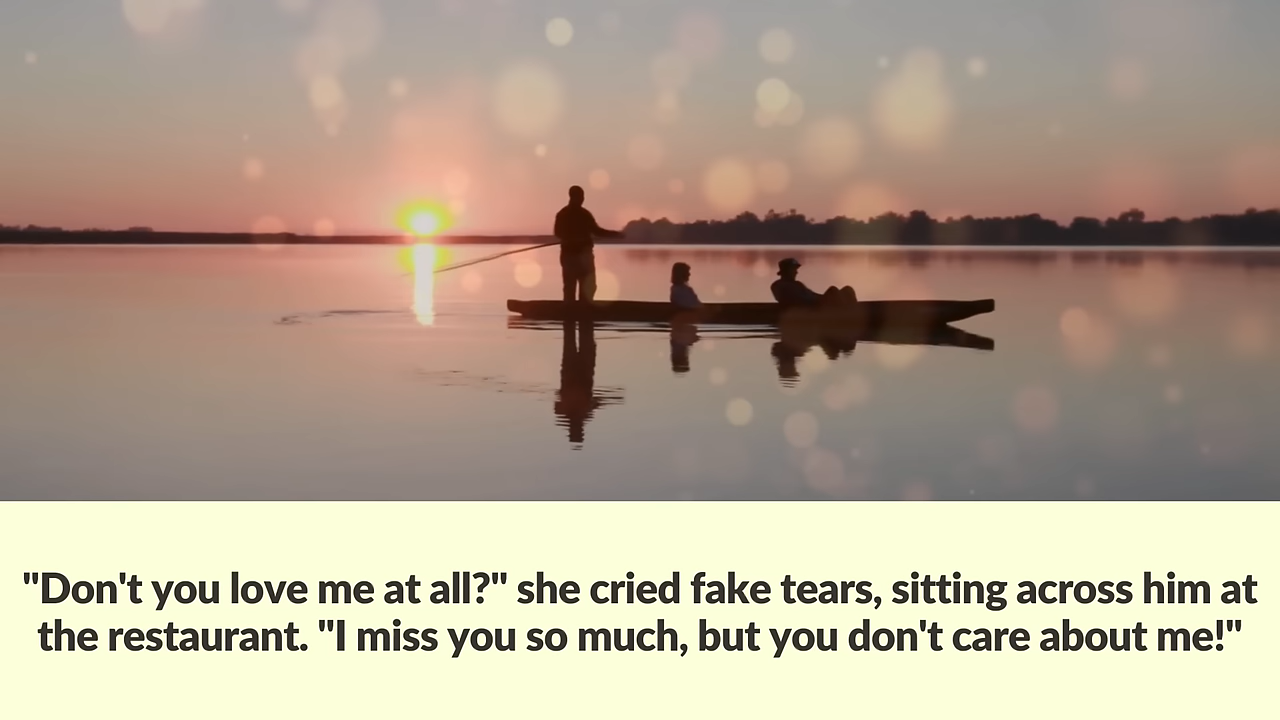 "Don't you love me at all?" she cried fake tears, sitting across him at
the restaurant. "I miss you so much, but you don't care about me!"